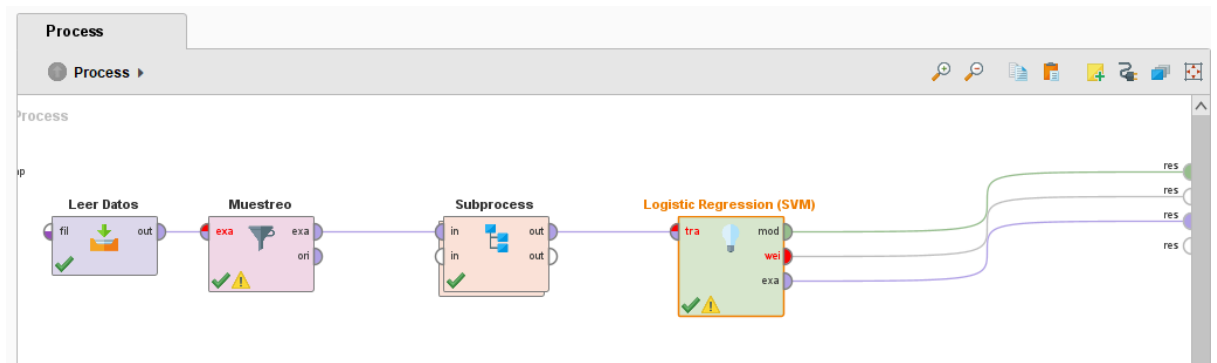 Process
Process
Process
Leer Datos
fil
out
Muestreo
exa
exa
ori
Subprocess
in
out
in
out
Logistic Regression (SVM)
tra
mod
wei
exa
res
res
res
res